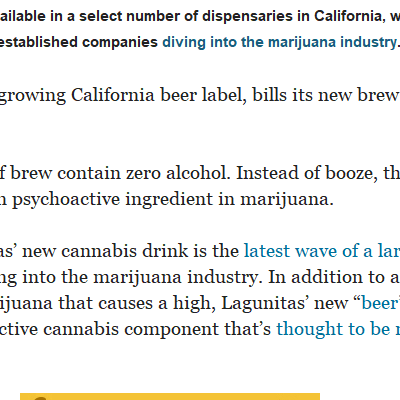 ailable in a select number of dispensaries in California, w
established companies diving into the marijuana industry.
growing California beer label, bills its new brew
f brew contain zero alcohol. Instead of booze, th
n psychoactive ingredient in marijuana.
as’ new cannabis drink is the latest wave of a lar
ng into the marijuana industry. In addition to a
ijuana that causes a high, Lagunitas’ new “beer”
ctive cannabis component that’s thought to be r